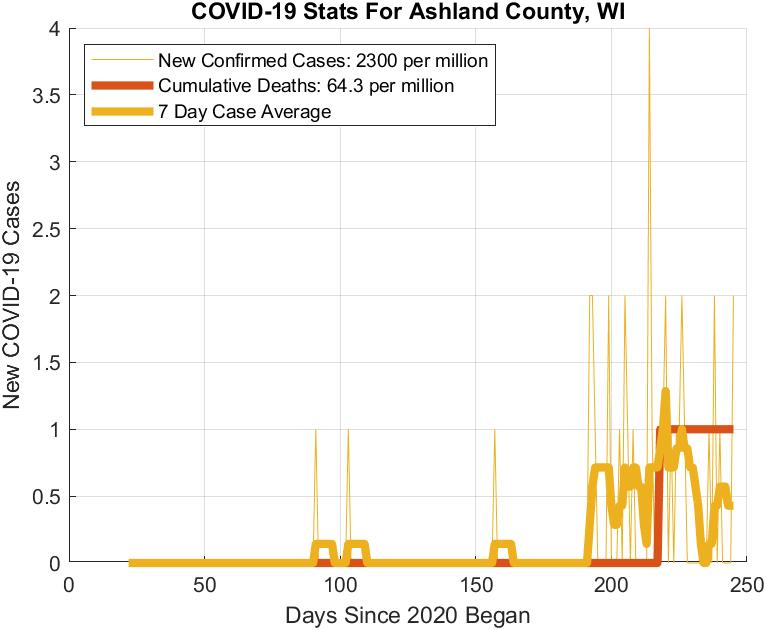 COVID-19 Stats For Ashland County, WI
New Confirmed Cases: 2300 per million
Cumulative Deaths: 64.3 per million
7 Day Case Average
New COVID-19 Cases
4
3.5
3
2.5
2
1.5
1
0.5
0
0 50 100 150 200 250
Days Since 2020 Began